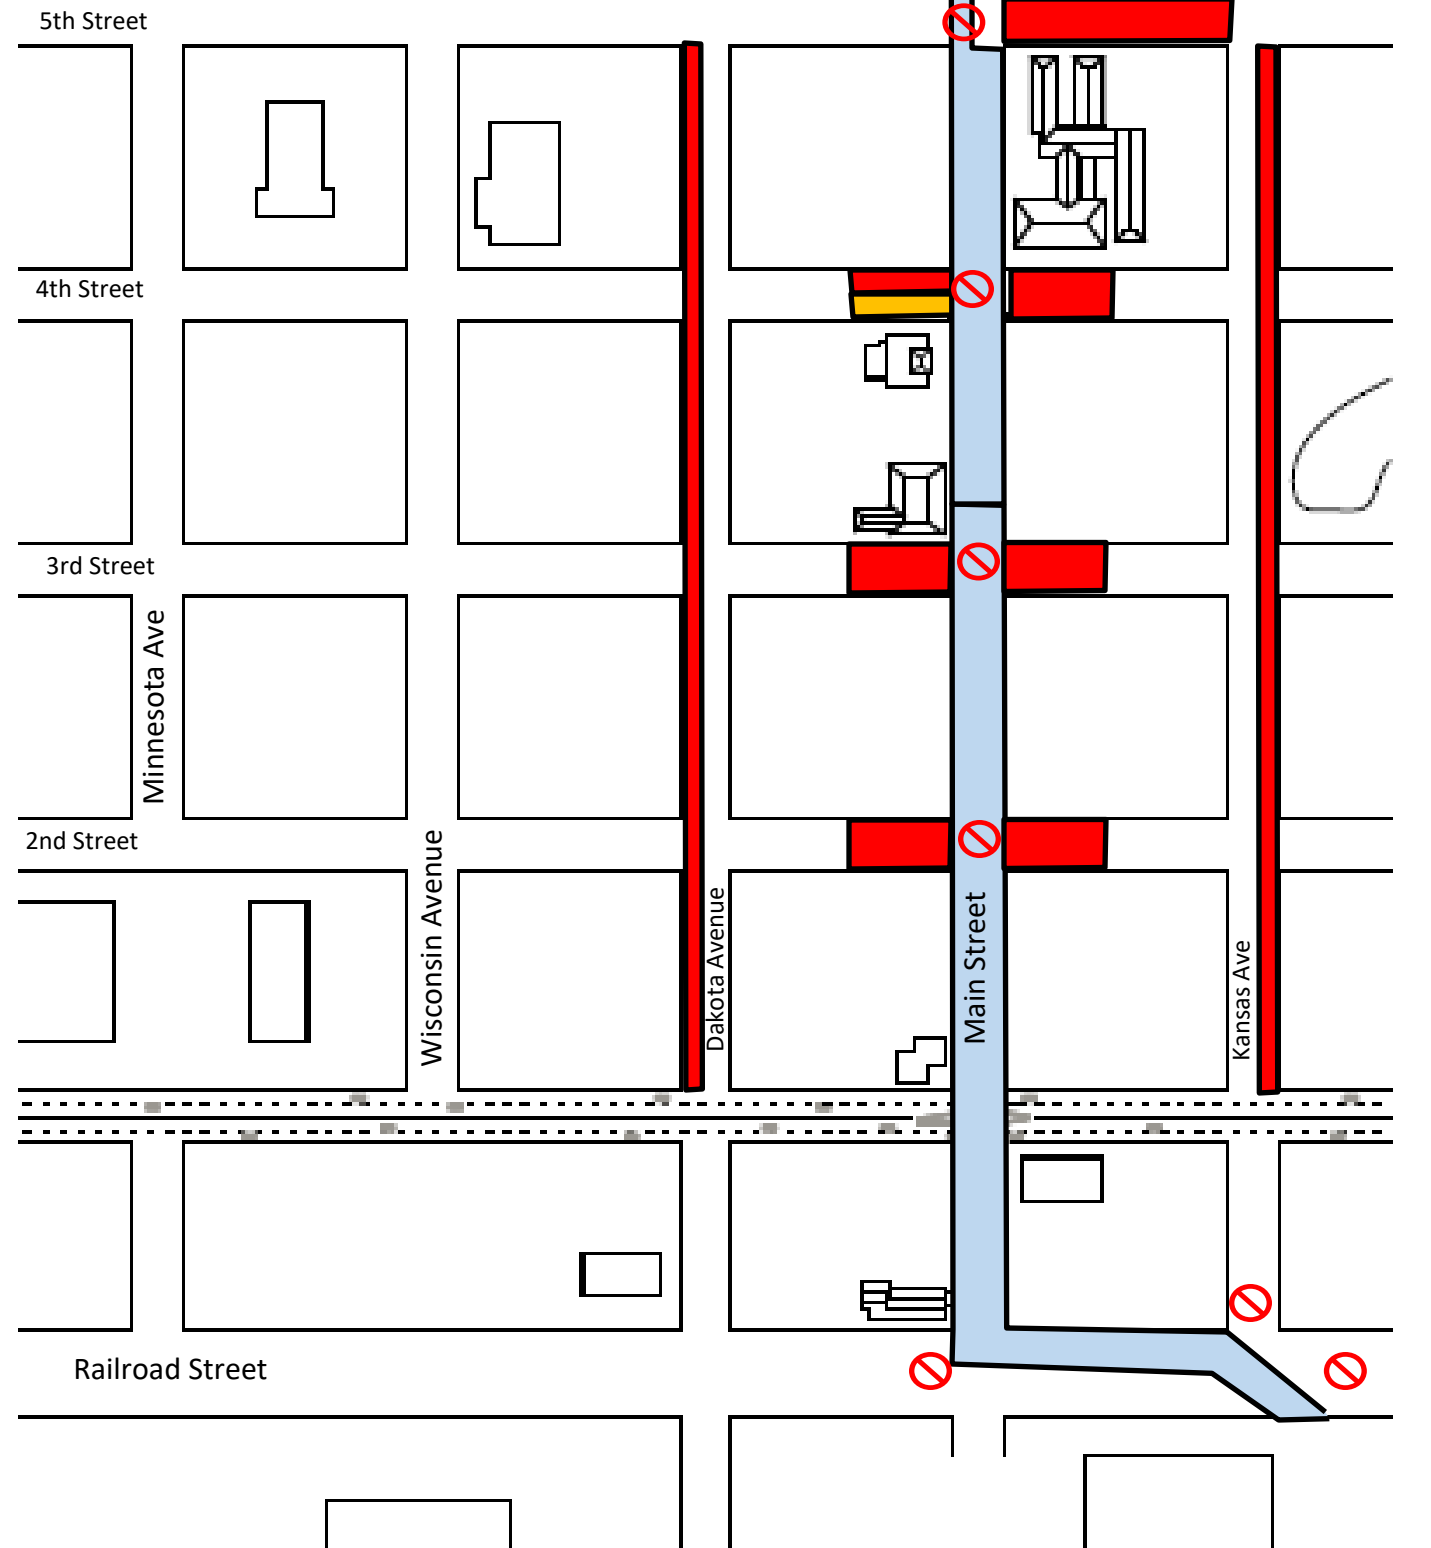 5th Street
4th Street
3rd Street
Minnesota Ave
2nd Street
Wisconsin Avenue
Dakota Avenue
Main Street
Kansas Ave
Railroad Street